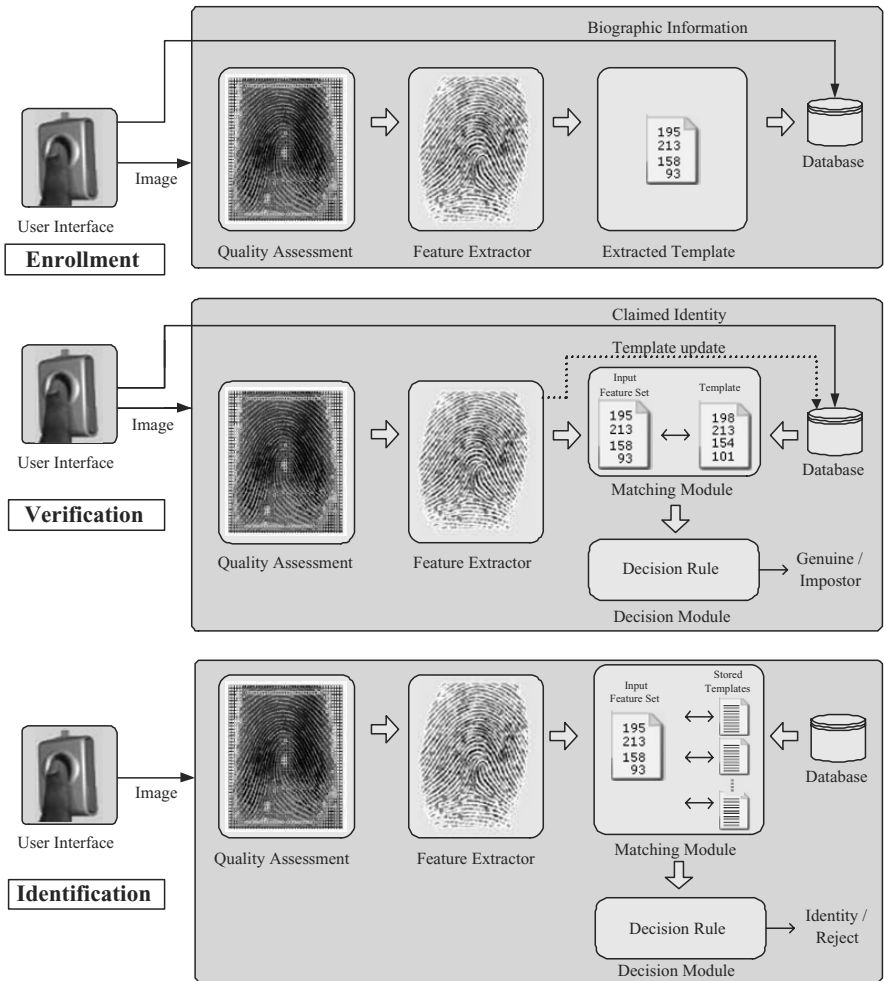 Biographic Information
195
213
158
93
Image
Database
User Interface
Quality Assessment
Feature Extractor
Extracted Template
Enrollment
Claimed Identity
Template update
Input
Feature Set
Template
195
213
158
93
198
213
154
101
Image
Database
User Interface
Matching Module
Verification
Quality Assessment
Feature Extractor
Decision Rule
Genuine /
Impostor
Decision Module
Input
Feature Set
Stored
Templates
195
213
158
93
Image
Database
User Interface
Quality Assessment
Feature Extractor
Matching Module
Identification
Decision Rule
Identity /
Reject
Decision Module